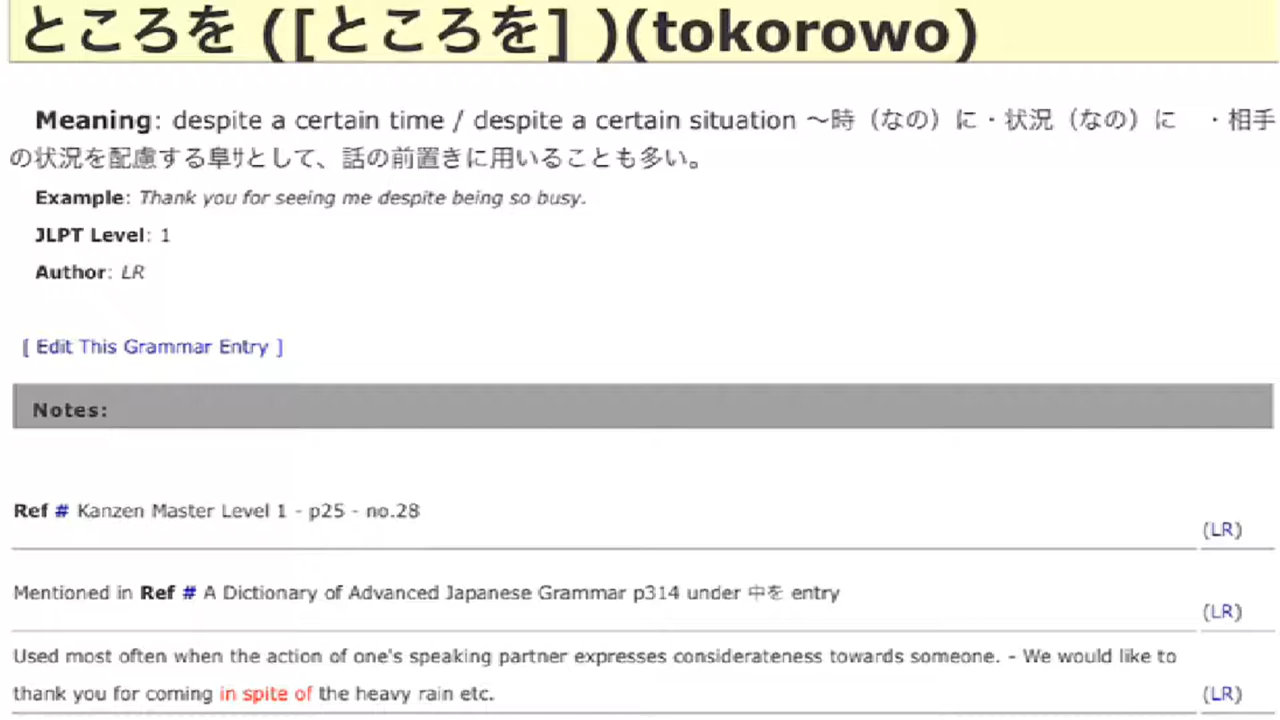 ところを ([ところを] )(tokorowo)
Meaning: despite a certain time / despite a certain situation ～時（なの）に・状況（なの）に　・相手
の状況を配慮する阜ｻとして、話の前置きに用いることも多い。
Example: Thank you for seeing me despite being so busy.
JLPT Level: 1
Author: LR
[ Edit This Grammar Entry ]
Notes:
Ref # Kanzen Master Level 1 - p25 - no.28
(LR)
Mentioned in Ref # A Dictionary of Advanced Japanese Grammar p314 under 中を entry
(LR)
Used most often when the action of one's speaking partner expresses considerateness towards someone. - We would like to
thank you for coming in spite of the heavy rain etc.
(LR)